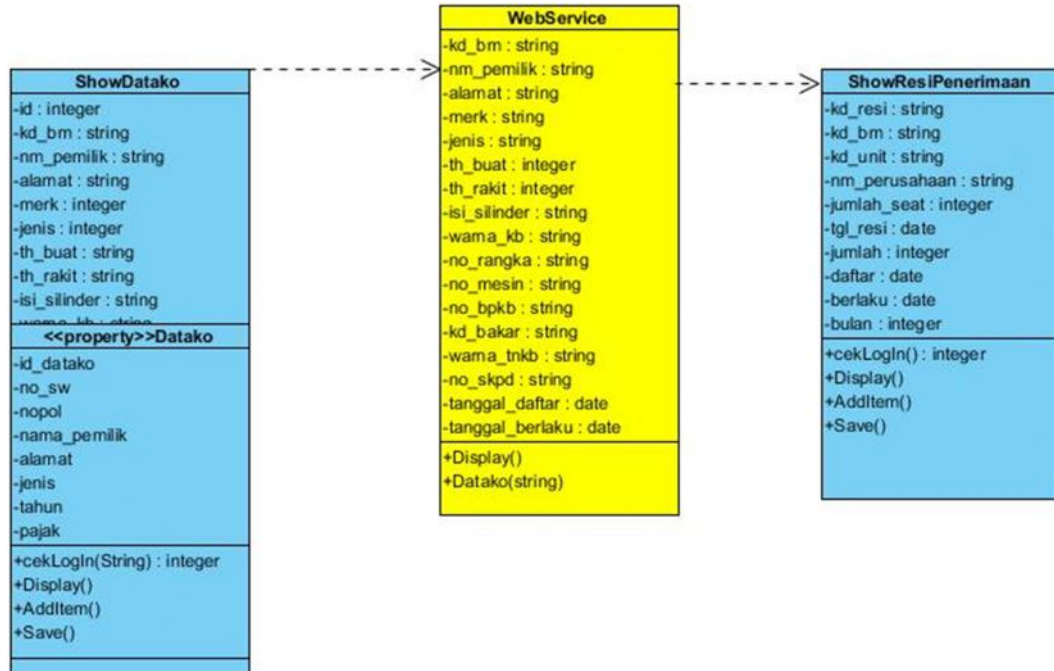 ShowDatako
-id : integer
-kd_bm : string
-nm_pemilik : string
-alamat : string
-merk : integer
-jenis : integer
-th_buat : string
-th_rakit : string
-isi_silinder : string
<<property>>Datako
-id_datako
-no_sw
-nopol
-nama_pemilik
-alamat
-jenis
-tahun
-pajak
+cekLogIn(String) : integer
+Display()
+AddItem()
+Save()
WebService
-kd_bm : string
-nm_pemilik : string
-alamat : string
-merk : string
-jenis : string
-th_buat : integer
-th_rakit : integer
-isi_silinder : string
-warna_kb : string
-no_rangka : string
-no_mesin : string
-no_bpkb : string
-kd_bakar : string
-warna_tnkb : string
-no_skpd : string
-tanggal_daftar : date
-tanggal_berlaku : date
+Display()
+Datako(string)
ShowResiPenerimaan
-kd_resi : string
-kd_bm : string
-kd_unit : string
-nm_perusahaan : string
-jumlah_seat : integer
-tgl_resi : date
-jumlah : integer
-daftar : date
-berlaku : date
-bulan : integer
+cekLogIn() : integer
+Display()
+AddItem()
+Save()